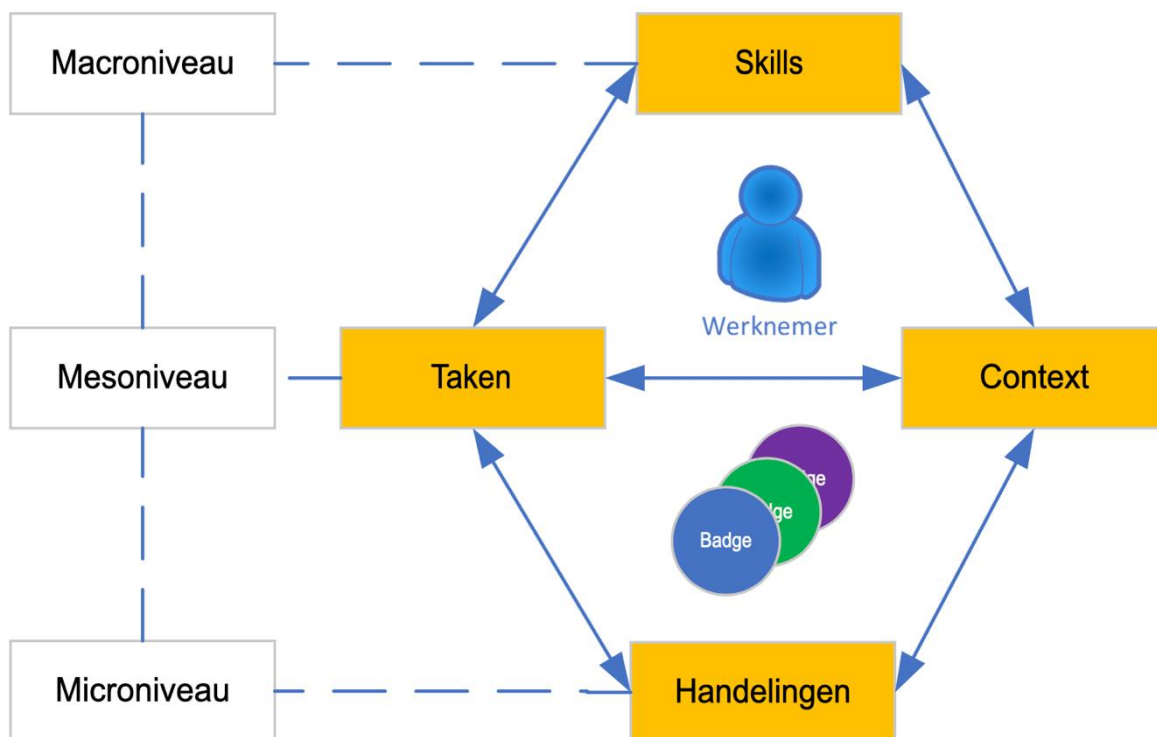 Macroniveau
Skills
Werknemer
Mesoniveau
Taken
Context
Badge
Microniveau
Handelingen